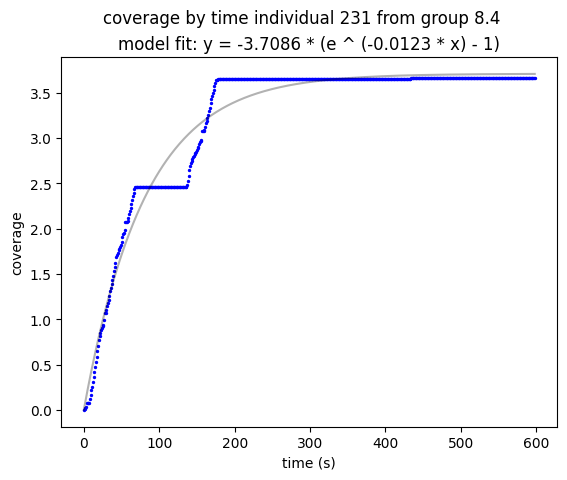 coverage by time individual 231 from group 8.4
model fit: y = -3.7086 * (e ^ (-0.0123 * x) - 1)
3.5
3.0
2.5
2.0
1.5
1.0
0.5
0.0
coverage
0 100 200 300 400 500 600
time (s)